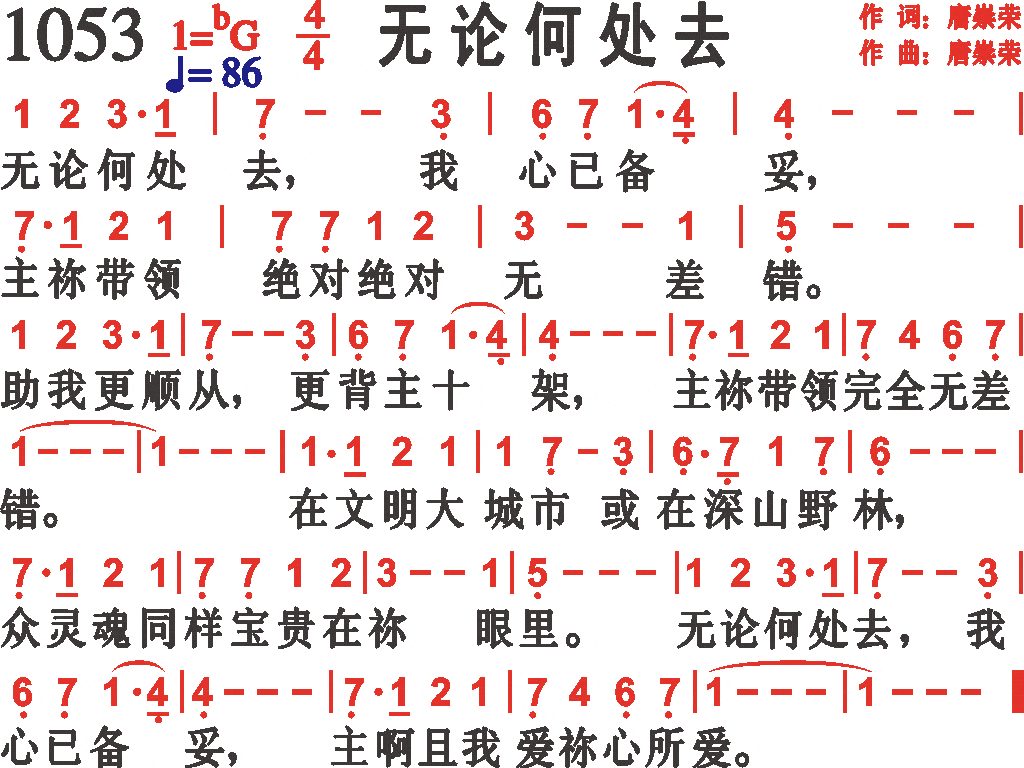 1053 1=ᵇG 4/4 无论何处去 作 词：唐崇荣
♩= 86 作 曲：唐崇荣
1 2 3·1 | 7 - - 3 | 6 7 1·4 | 4 - - - |
无论何处 去， 我 心已备 妥，
7·1 2 1 | 7 7 1 2 | 3 - - 1 | 5 - - - |
主祢带领 绝对绝对 无 差 错。
1 2 3·1 | 7 - - 3 | 6 7 1·4 | 4 - - - | 7·1 2 1 | 7 4 6 7 |
助我更顺从， 更背主十 架， 主祢带领完全无差
1 - - - | 1 - - - | 1·1 2 1 | 1 7 - 3 | 6·7 1 7 | 6 - - - |
错。 在文明大 城市 或 在深山野 林，
7·1 2 1 | 7 7 1 2 | 3 - - 1 | 5 - - - | 1 2 3·1 | 7 - - 3 |
众灵魂同样宝贵在祢 眼里。 无论何处去， 我
6 7 1·4 | 4 - - - | 7·1 2 1 | 7 4 6 7 | 1 - - - | 1 - - -
心已备 妥， 主啊且我 爱祢心所爱。